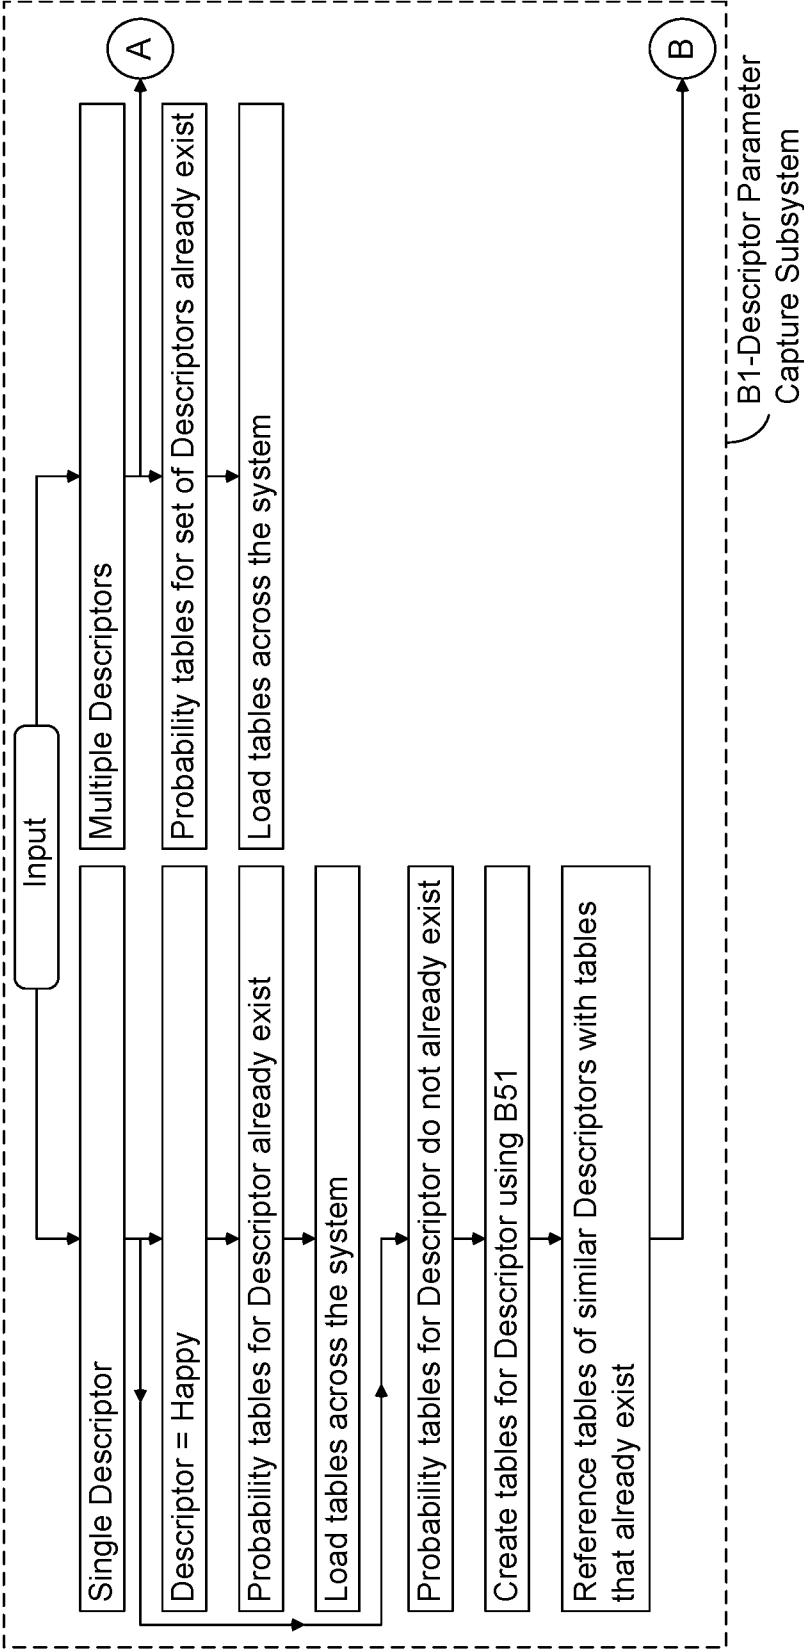 Input
Single Descriptor
Descriptor = Happy
Probability tables for Descriptor already exist
Load tables across the system
Probability tables for Descriptor do not already exist
Create tables for Descriptor using B51
Reference tables of similar Descriptors with tables
that already exist
Multiple Descriptors
A
Probability tables for set of Descriptors already exist
Load tables across the system
B
B1-Descriptor Parameter
Capture Subsystem